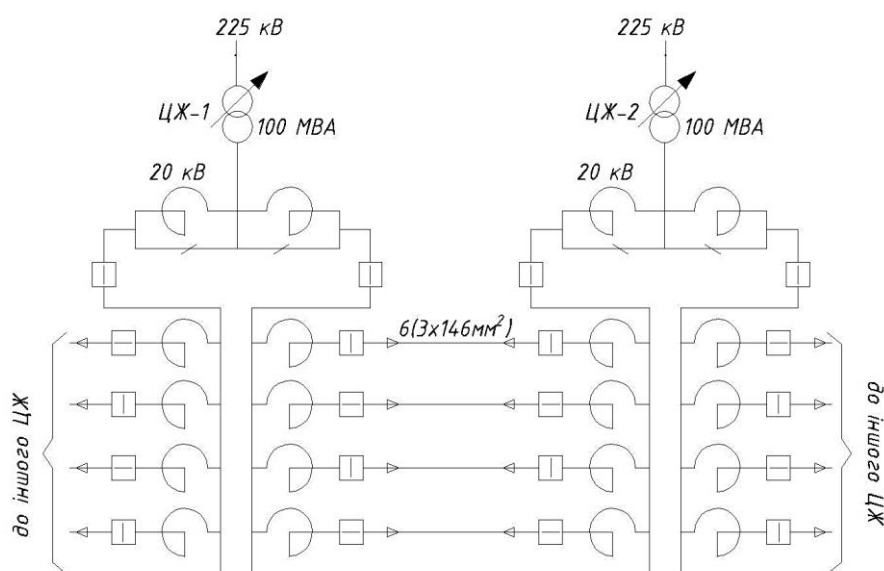 225 кВ
225 кВ
ЦЖ-1
100 МВА
ЦЖ-2
100 МВА
20 кВ
20 кВ
6(3х146мм²)
до іншого ЦЖ
до іншого ЦЖ